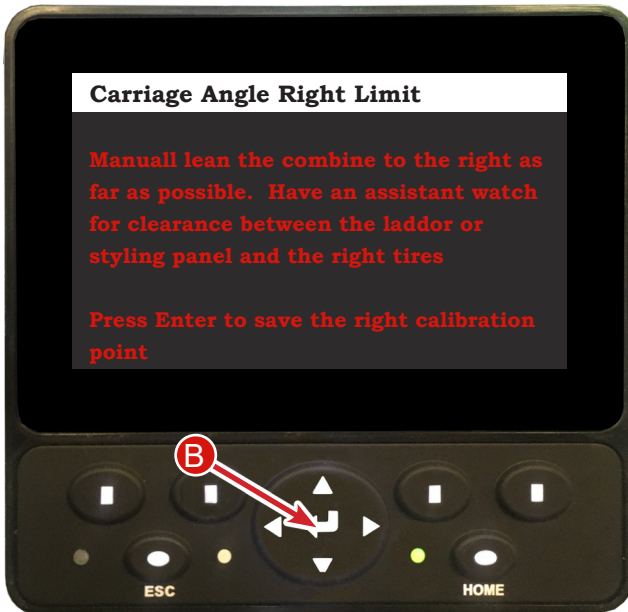 Carriage Angle Right Limit
Manuall lean the combine to the right as
far as possible. Have an assistant watch
for clearance between the laddor or
styling panel and the right tires
Press Enter to save the right calibration
point
B
ESC
HOME